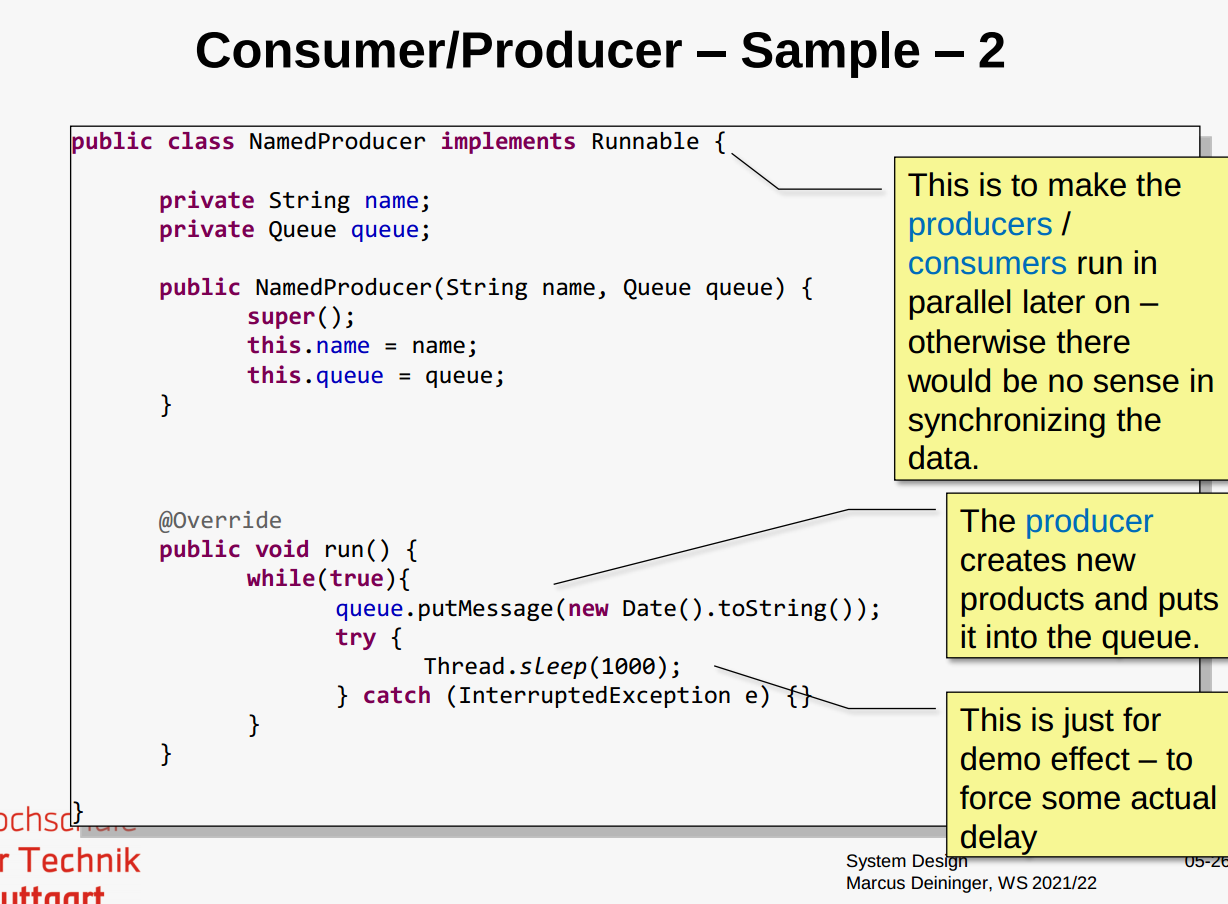 Consumer/Producer – Sample – 2
public class NamedProducer implements Runnable {
private String name;
private Queue queue;
public NamedProducer(String name, Queue queue) {
super();
this.name = name;
this.queue = queue;
}
@Override
public void run() {
while(true){
queue.putMessage(new Date().toString());
try {
Thread.sleep(1000);
} catch (InterruptedException e) {}
}
}
}
This is to make the
producers /
consumers run in
parallel later on –
otherwise there
would be no sense in
synchronizing the
data.
The producer
creates new
products and puts
it into the queue.
This is just for
demo effect – to
force some actual
delay
ochschule
r Technik
uttgart
System Design
Marcus Deininger, WS 2021/22
05-26